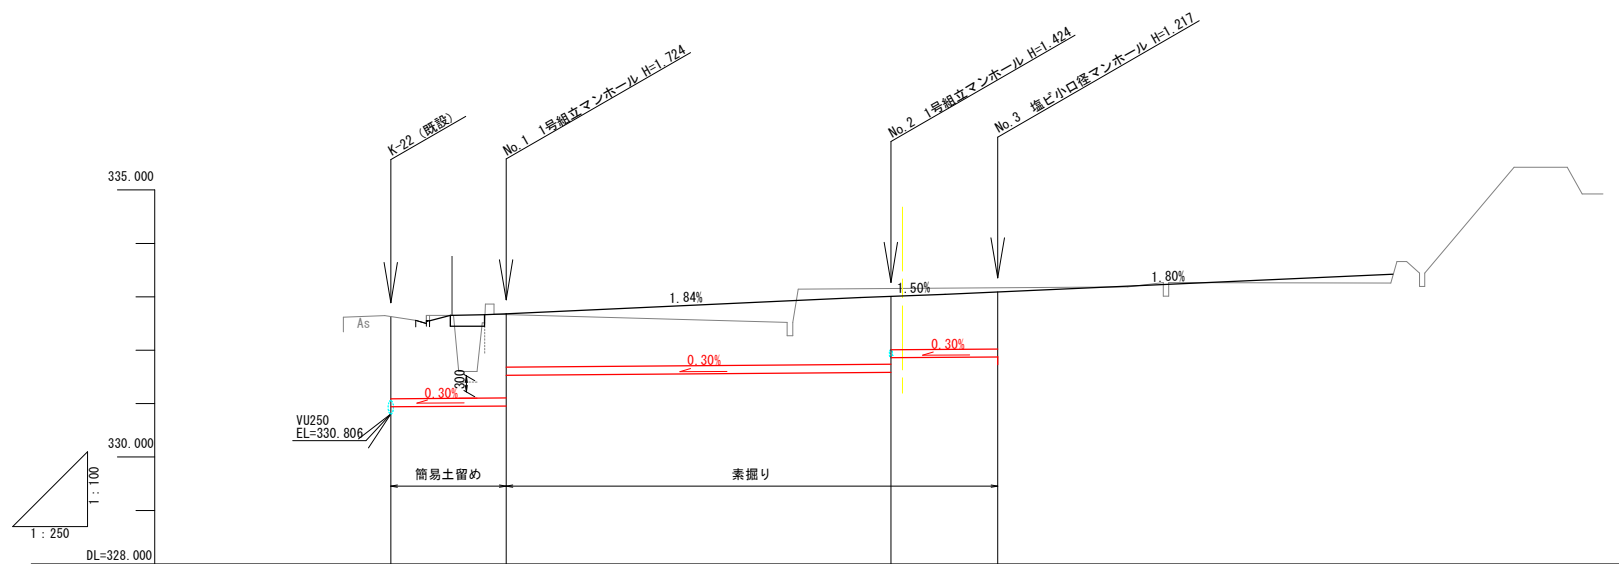 K-22 (既設)
No.1 1号組立マンホール H=1.724
No.2 1号組立マンホール H=1.424
No.3 塩ビ小口径マンホール H=1.217
335.000
1.84%
1.50%
1.80%
As
0.30%
0.30%
0.30%
300
VU250
EL=330.806
330.000
簡易土留め
素掘り
1:100
1:250
DL=328.000